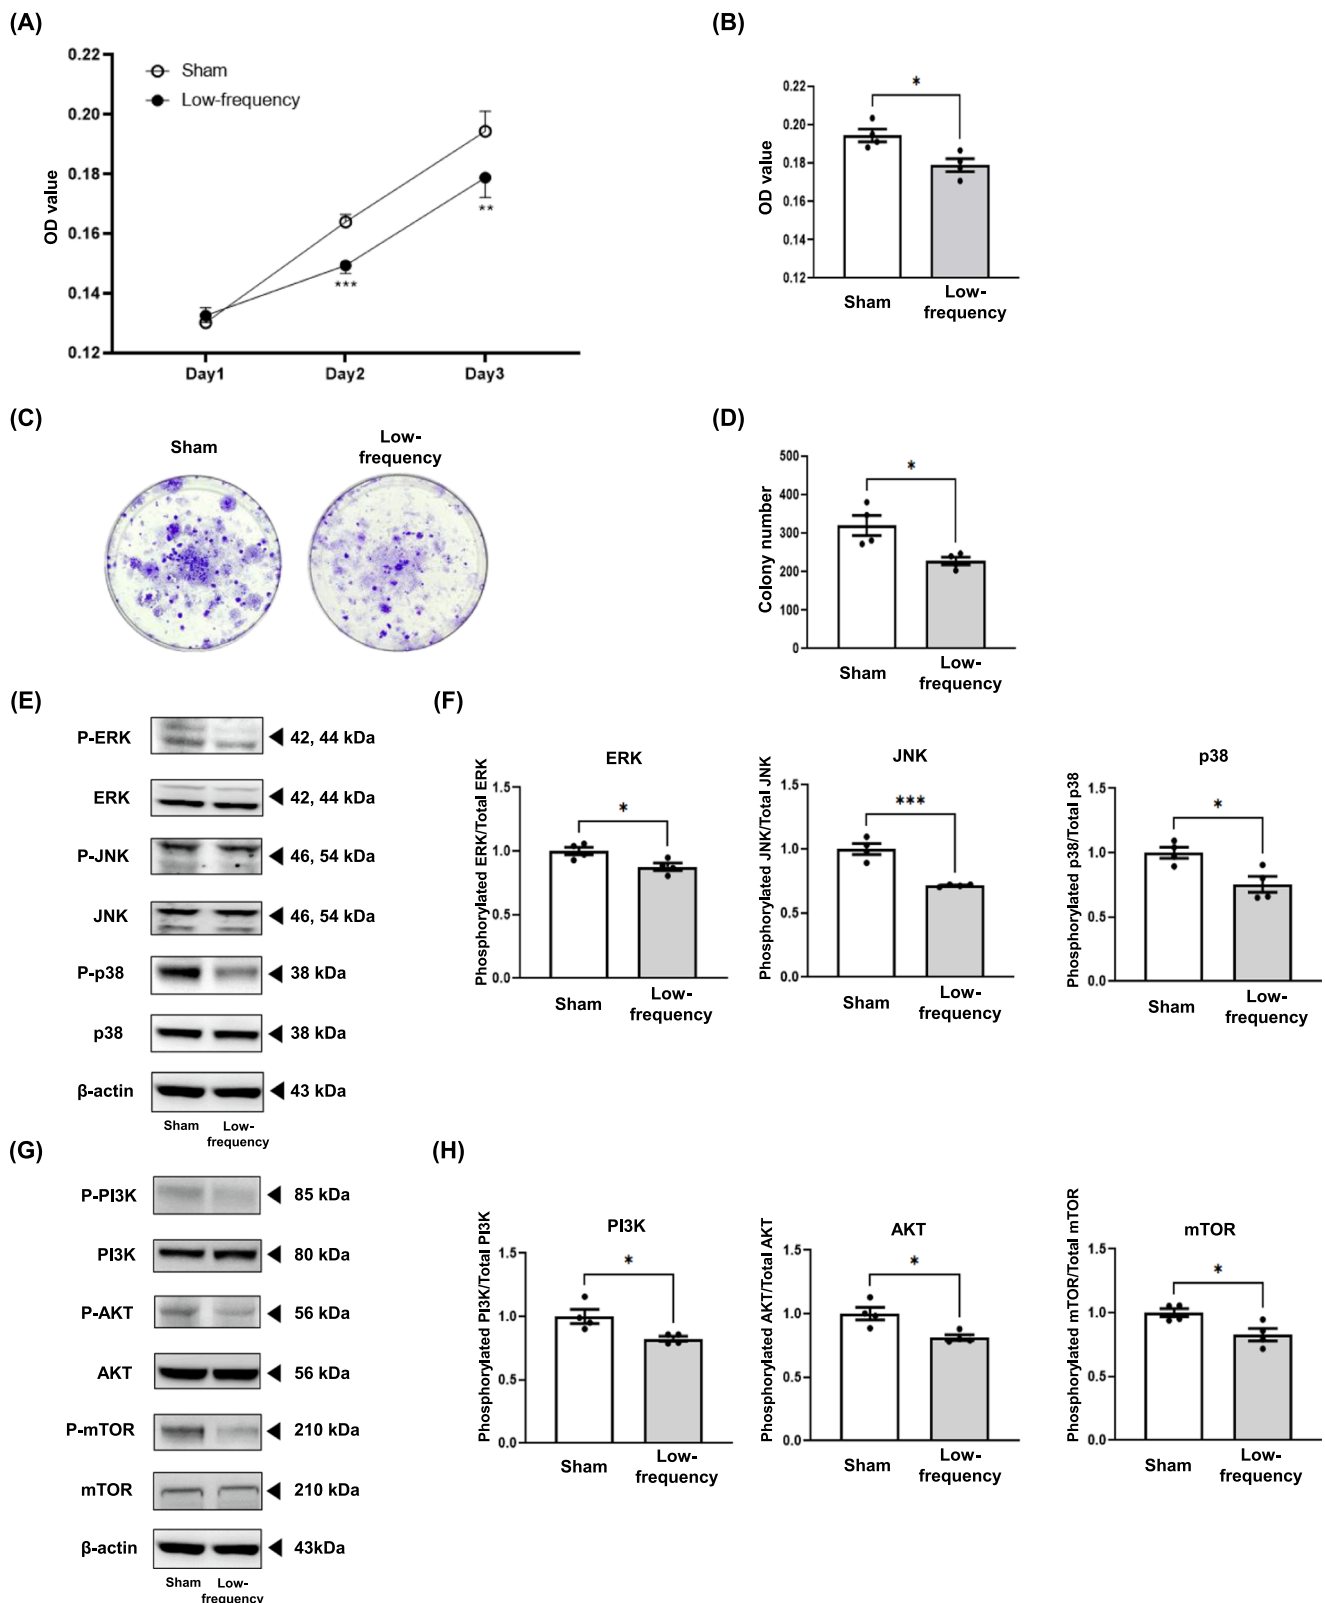 (A)
0.22
0.20
0.18
0.16
0.14
0.12
OD value
Sham
Low-frequency
***
**
Day1 Day2 Day3
(B)
0.22
0.20
0.18
0.16
0.14
0.12
OD value
*
Sham
Low-
frequency
(C)
Sham
Low-
frequency
(D)
500
400
300
200
100
0
Colony number
*
Sham
Low-
frequency
(E)
P-ERK 42, 44 kDa
ERK 42, 44 kDa
P-JNK 46, 54 kDa
JNK 46, 54 kDa
P-p38 38 kDa
p38 38 kDa
β-actin 43 kDa
Sham
Low-
frequency
(F)
ERK
Phosphorylated ERK/Total ERK
1.5
1.0
0.5
0.0
*
Sham
Low-
frequency
JNK
Phosphorylated JNK/Total JNK
1.5
1.0
0.5
0.0
***
Sham
Low-
frequency
p38
Phosphorylated p38/Total p38
1.5
1.0
0.5
0.0
*
Sham
Low-
frequency
(G)
P-PI3K 85 kDa
PI3K 80 kDa
P-AKT 56 kDa
AKT 56 kDa
P-mTOR 210 kDa
mTOR 210 kDa
β-actin 43kDa
Sham
Low-
frequency
(H)
PI3K
Phosphorylated PI3K/Total PI3K
1.5
1.0
0.5
0.0
*
Sham
Low-
frequency
AKT
Phosphorylated AKT/Total AKT
1.5
1.0
0.5
0.0
*
Sham
Low-
frequency
mTOR
Phosphorylated mTOR/Total mTOR
1.5
1.0
0.5
0.0
*
Sham
Low-
frequency